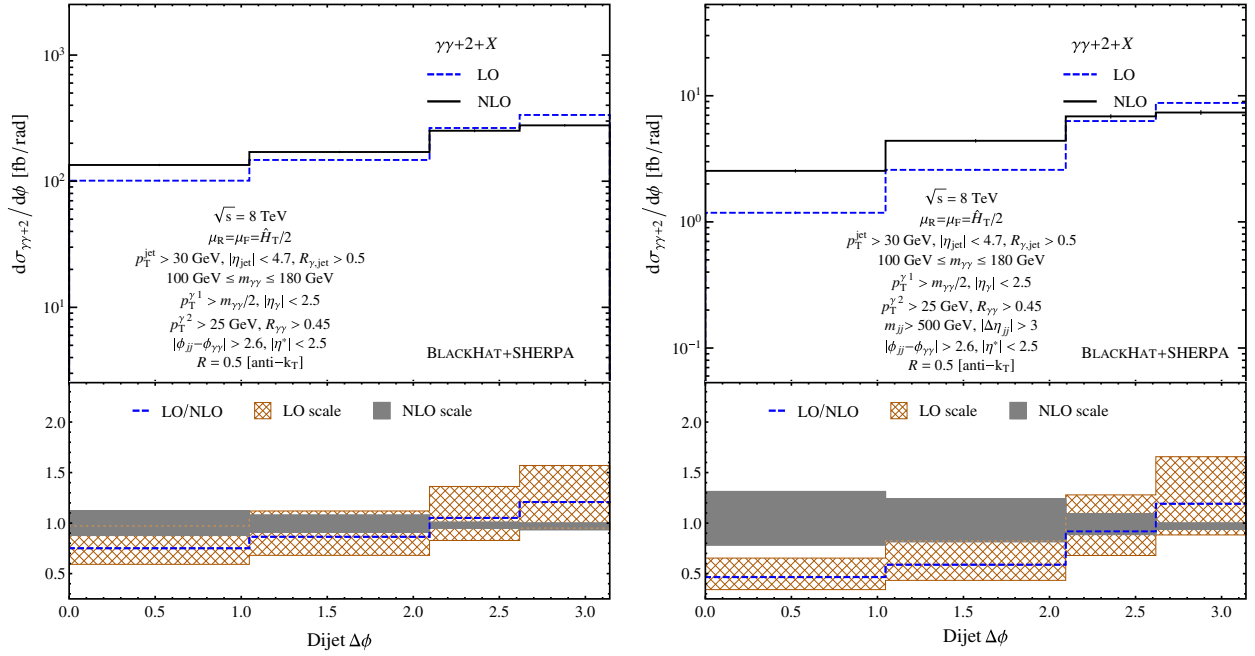 γγ+2+X
LO
NLO
10³
10²
10¹
dσγγ+2 / dϕ [fb / rad]
√s = 8 TeV
μR=μF=ĤT/2
pTjet > 30 GeV, |ηjet| < 4.7, Rγ,jet > 0.5
100 GeV ≤ mγγ ≤ 180 GeV
pTγ1 > mγγ/2, |ηγ| < 2.5
pTγ2 > 25 GeV, Rγγ > 0.45
|ϕjj−ϕγγ| > 2.6, |η*| < 2.5
R = 0.5 [anti−kT]
BLACKHAT+SHERPA
LO/NLO
LO scale
NLO scale
2.0
1.5
1.0
0.5
0.0 0.5 1.0 1.5 2.0 2.5 3.0
Dijet Δϕ
γγ+2+X
LO
NLO
10¹
10⁰
10⁻¹
dσγγ+2 / dϕ [fb / rad]
√s = 8 TeV
μR=μF=ĤT/2
pTjet > 30 GeV, |ηjet| < 4.7, Rγ,jet > 0.5
100 GeV ≤ mγγ ≤ 180 GeV
pTγ1 > mγγ/2, |ηγ| < 2.5
pTγ2 > 25 GeV, Rγγ > 0.45
mjj> 500 GeV, |Δηjj| > 3
|ϕjj−ϕγγ| > 2.6, |η*| < 2.5
R = 0.5 [anti−kT]
BLACKHAT+SHERPA
LO/NLO
LO scale
NLO scale
2.0
1.5
1.0
0.5
0.0 0.5 1.0 1.5 2.0 2.5 3.0
Dijet Δϕ